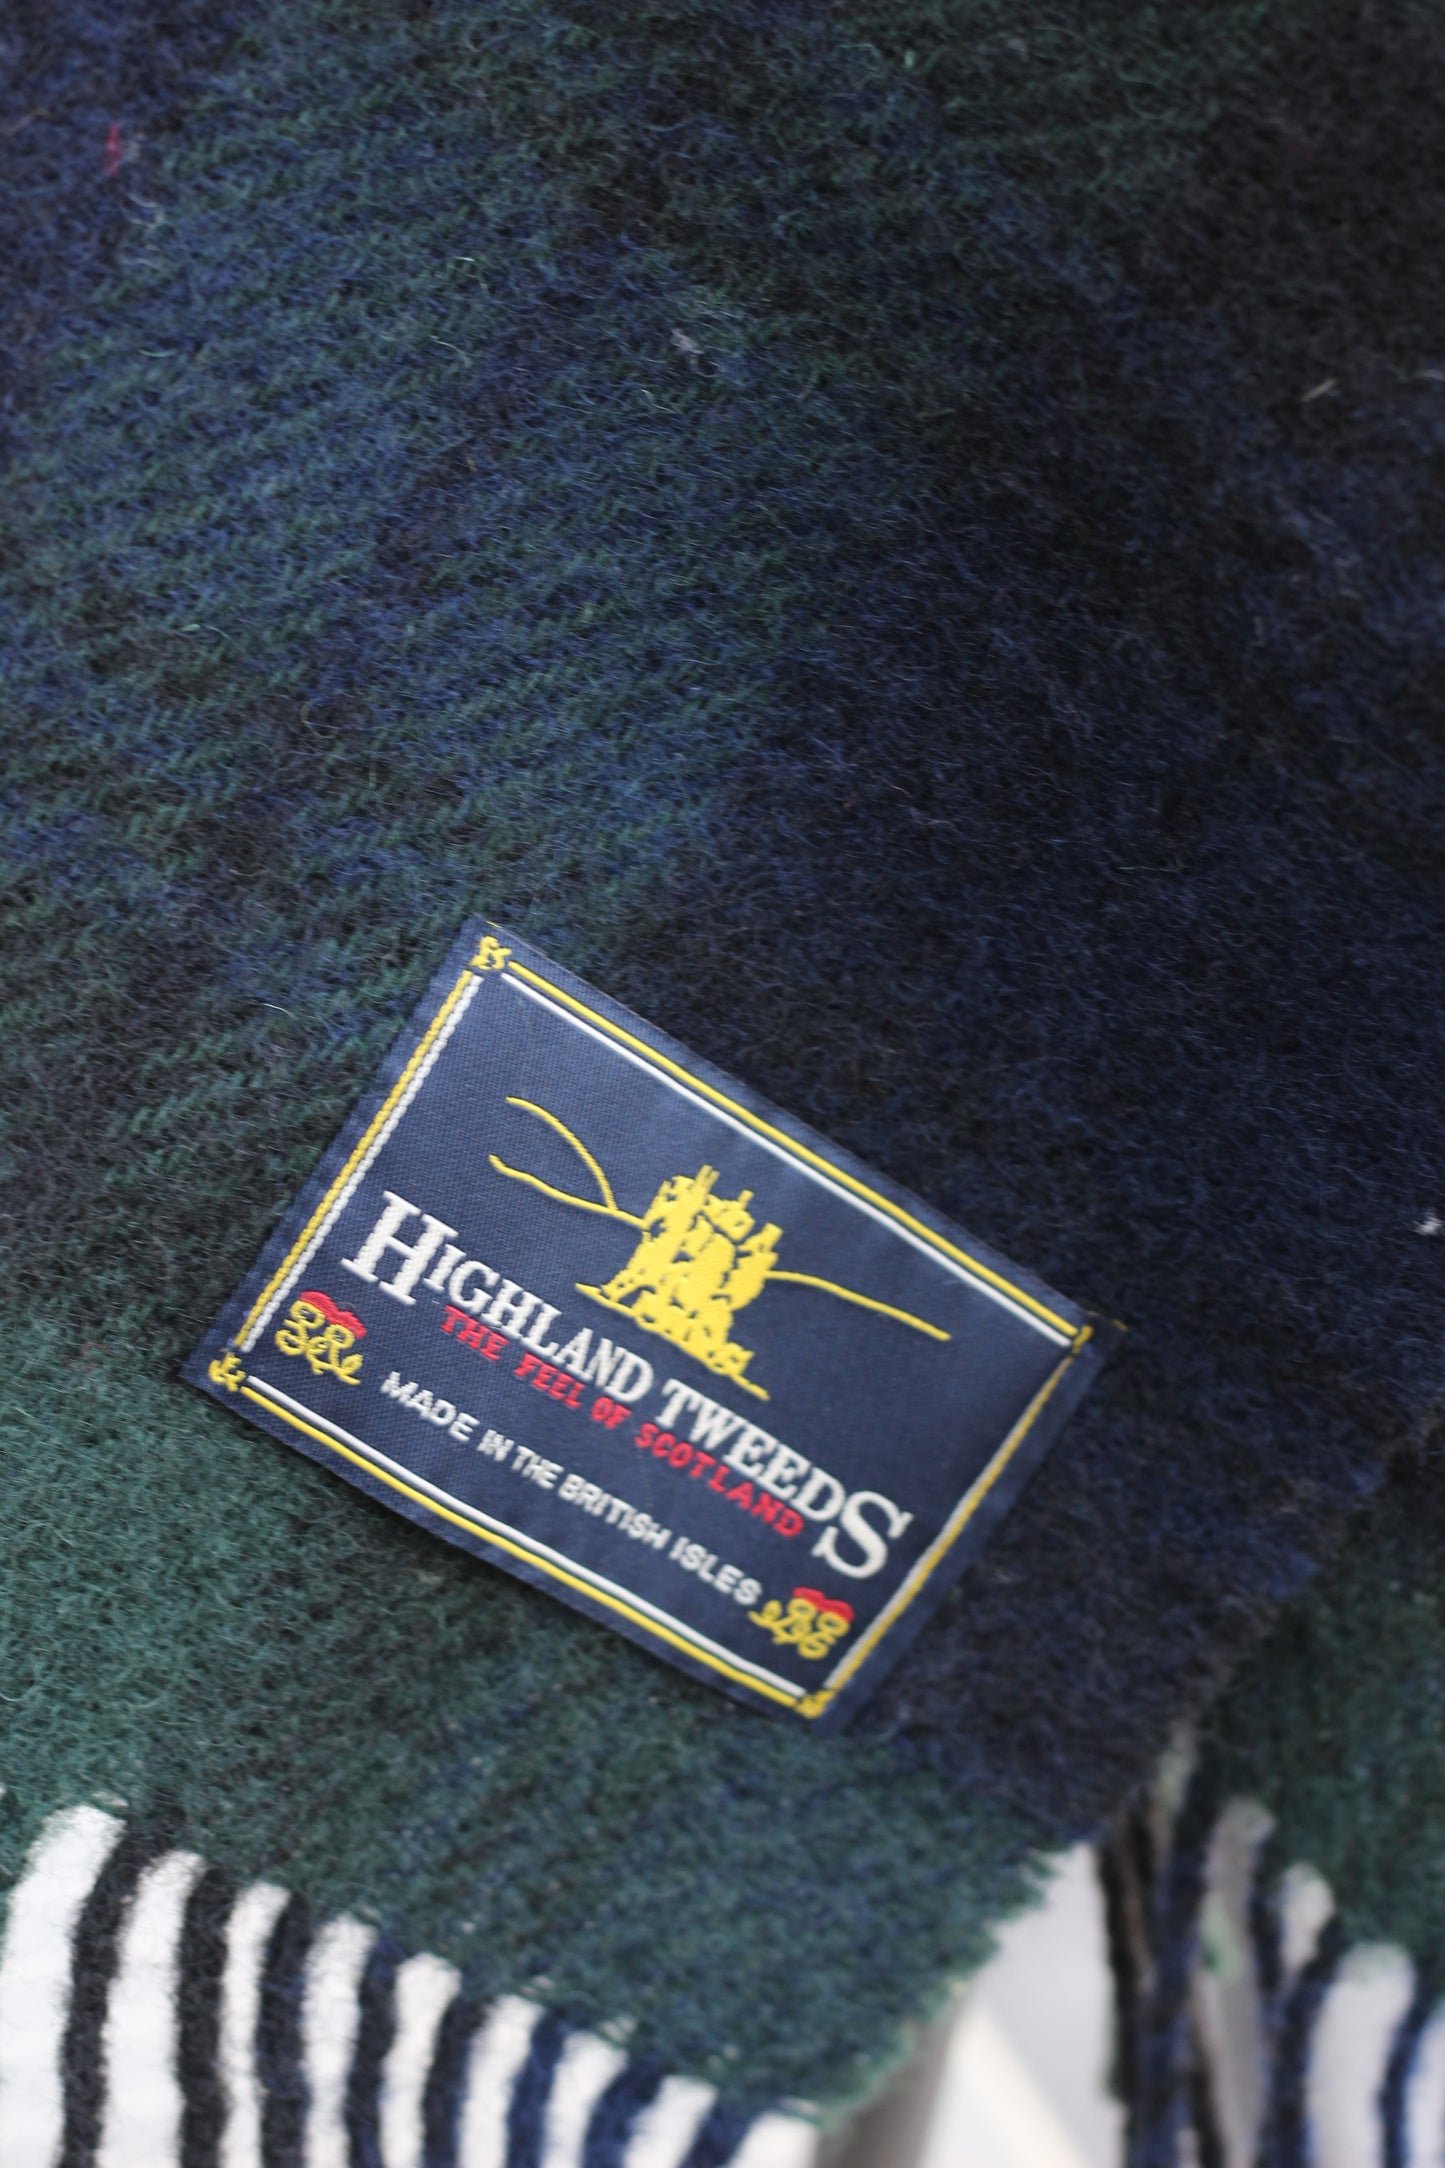 HIGHLAND TWEEDS
THE FEEL OF SCOTLAND
MADE IN THE BRITISH ISLES